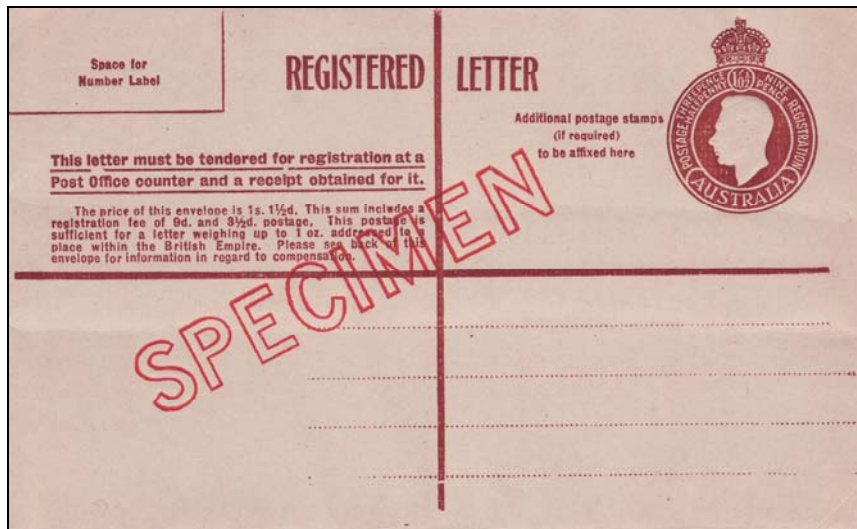 Space for
Number Label
REGISTERED LETTER
Additional postage stamps
(if required)
to be affixed here
POSTAGE THREEPENCE HALFPENNY 1/0½ NINE PENCE REGISTRATION
AUSTRALIA
This letter must be tendered for registration at a
Post Office counter and a receipt obtained for it.
The price of this envelope is 1s. 1½d. This sum includes a
registration fee of 9d. and 3½d. postage, This postage is
sufficient for a letter weighing up to 1 oz. addressed to a
place within the British Empire. Please see back of this
envelope for information in regard to compensation.
SPECIMEN